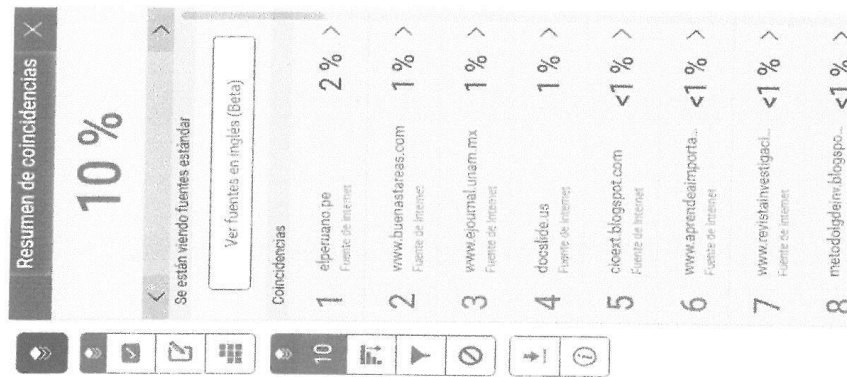 Resumen de coincidencias
10 %
Se están viendo fuentes estándar
Ver fuentes en inglés (Beta)
Coincidencias
1 elperuano.pe 2 %
Fuente de Internet
2 www.buenastareas.com 1 %
Fuente de Internet
3 www.ejournal.unam.mx 1 %
Fuente de Internet
4 docslide.us 1 %
Fuente de Internet
5 cioext.blogspot.com <1 %
Fuente de Internet
6 www.aprendeaimporta... <1 %
Fuente de Internet
7 www.revistainvestigaci... <1 %
Fuente de Internet
8 metodoigdeinv.blogspo... <1 %
10